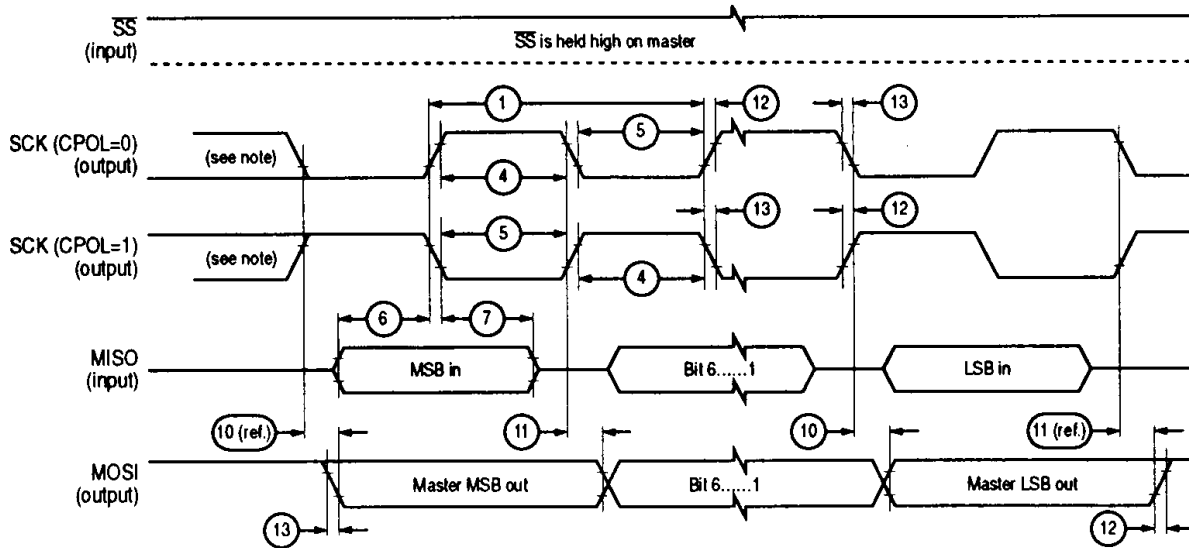 SS
(input)
SS is held high on master
1
12
13
5
SCK (CPOL=0)
(output)
(see note)
4
13
12
5
SCK (CPOL=1)
(output)
(see note)
4
6
7
MISO
(input)
MSB in
Bit 6......1
LSB in
10 (ref.)
11
10
11 (ref.)
MOSI
(output)
Master MSB out
Bit 6......1
Master LSB out
13
12